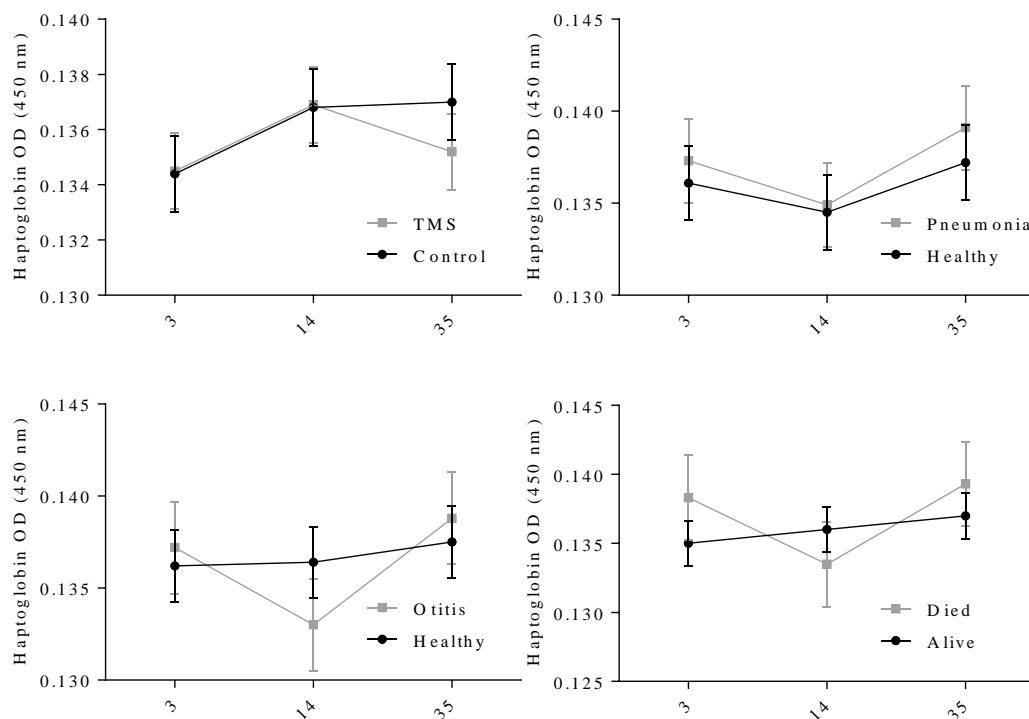 Haptoglobin OD (450 nm)
0.140
0.138
0.136
0.134
0.132
0.130
TMS
Control
3
14
35
Haptoglobin OD (450 nm)
0.145
0.140
0.135
0.130
Pneumonia
Healthy
3
14
35
Haptoglobin OD (450 nm)
0.145
0.140
0.135
0.130
Otitis
Healthy
3
14
35
Haptoglobin OD (450 nm)
0.145
0.140
0.135
0.130
0.125
Died
Alive
3
14
35